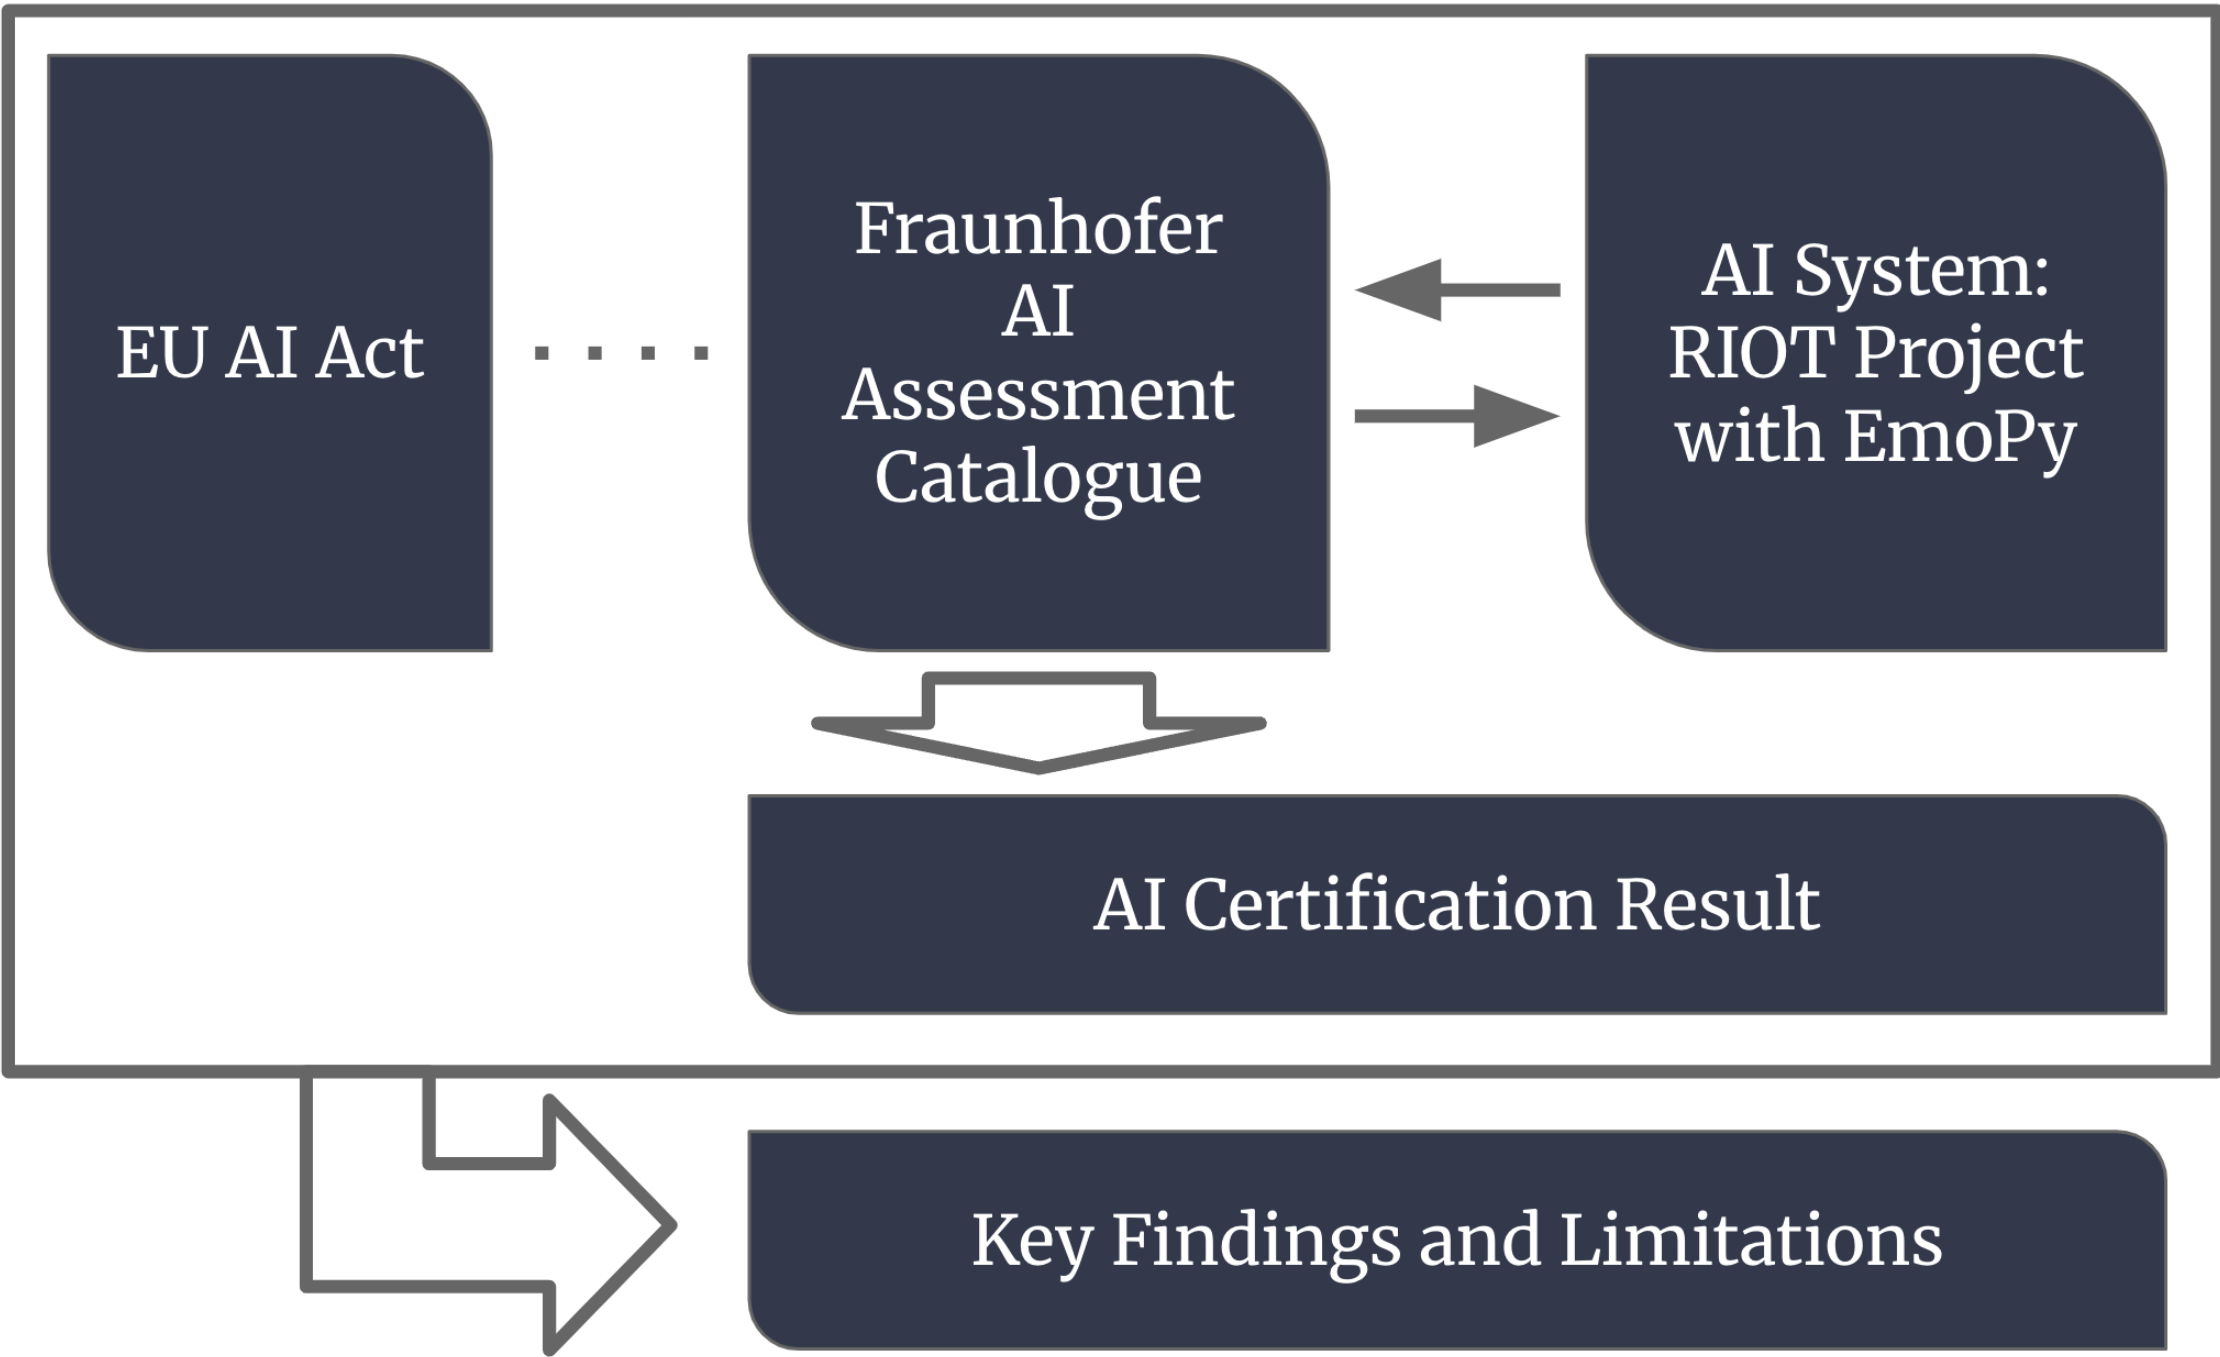 EU AI Act
Fraunhofer
AI
Assessment
Catalogue
AI System:
RIOT Project
with EmoPy
AI Certification Result
Key Findings and Limitations